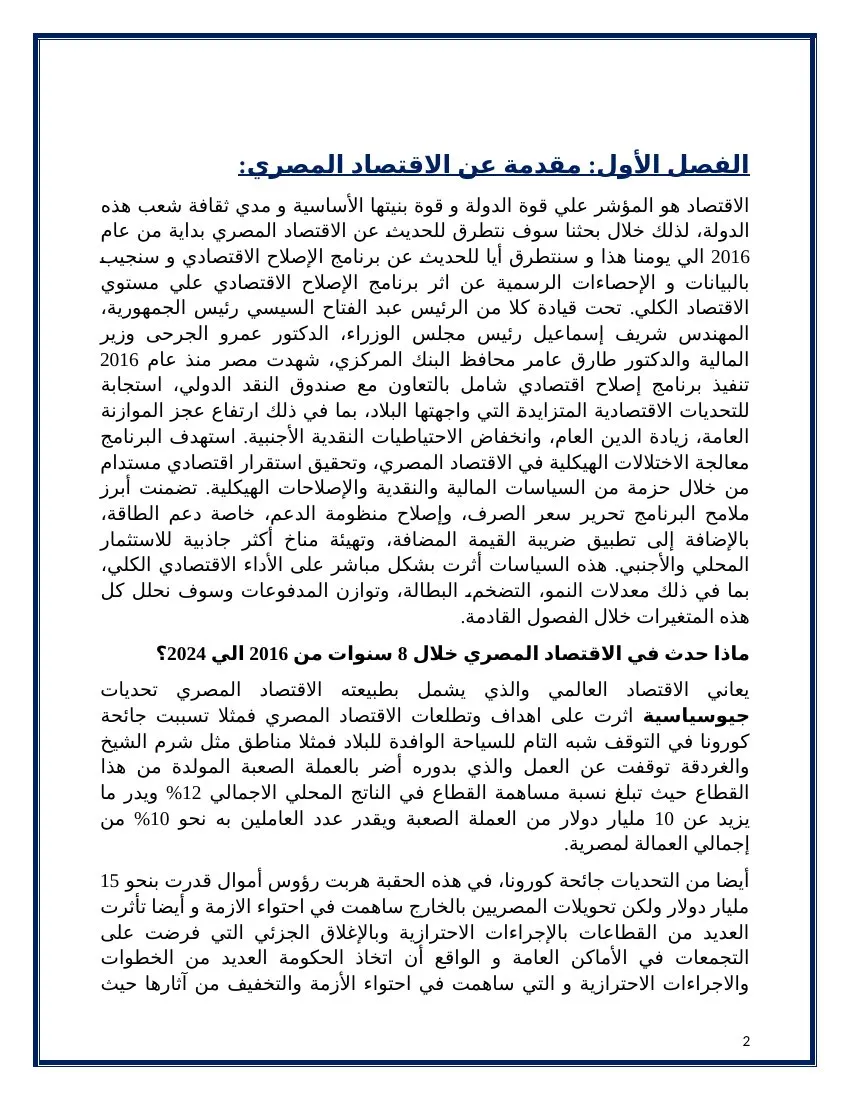 الفصل الأول: مقدمة عن الاقتصاد المصري:
الاقتصاد هو المؤشر علي قوة الدولة و قوة بنيتها الأساسية و مدي ثقافة شعب هذه
الدولة، لذلك خلال بحثنا سوف نتطرق للحديث عن الاقتصاد المصري بداية من عام
2016 الي يومنا هذا و سنتطرق أيا للحديث عن برنامج الإصلاح الاقتصادي و سنجيب
بالبيانات و الإحصاءات الرسمية عن اثر برنامج الإصلاح الاقتصادي علي مستوي
الاقتصاد الكلي. تحت قيادة كلا من الرئيس عبد الفتاح السيسي رئيس الجمهورية،
المهندس شريف إسماعيل رئيس مجلس الوزراء، الدكتور عمرو الجرحى وزير
المالية والدكتور طارق عامر محافظ البنك المركزي، شهدت مصر منذ عام 2016
تنفيذ برنامج إصلاح اقتصادي شامل بالتعاون مع صندوق النقد الدولي، استجابة
للتحديات الاقتصادية المتزايدة التي واجهتها البلاد، بما في ذلك ارتفاع عجز الموازنة
العامة، زيادة الدين العام، وانخفاض الاحتياطيات النقدية الأجنبية. استهدف البرنامج
معالجة الاختلالات الهيكلية في الاقتصاد المصري، وتحقيق استقرار اقتصادي مستدام
من خلال حزمة من السياسات المالية والنقدية والإصلاحات الهيكلية. تضمنت أبرز
ملامح البرنامج تحرير سعر الصرف، وإصلاح منظومة الدعم، خاصة دعم الطاقة،
بالإضافة إلى تطبيق ضريبة القيمة المضافة، وتهيئة مناخ أكثر جاذبية للاستثمار
المحلي والأجنبي. هذه السياسات أثرت بشكل مباشر على الأداء الاقتصادي الكلي،
بما في ذلك معدلات النمو، التضخم، البطالة، وتوازن المدفوعات وسوف نحلل كل
هذه المتغيرات خلال الفصول القادمة.
ماذا حدث في الاقتصاد المصري خلال 8 سنوات من 2016 الي 2024؟
يعاني الاقتصاد العالمي والذي يشمل بطبيعته الاقتصاد المصري تحديات
جيوسياسية اثرت على اهداف وتطلعات الاقتصاد المصري فمثلا تسببت جائحة
كورونا في التوقف شبه التام للسياحة الوافدة للبلاد فمثلا مناطق مثل شرم الشيخ
والغردقة توقفت عن العمل والذي بدوره أضر بالعملة الصعبة المولدة من هذا
القطاع حيث تبلغ نسبة مساهمة القطاع في الناتج المحلي الاجمالي 12% ويدر ما
يزيد عن 10 مليار دولار من العملة الصعبة ويقدر عدد العاملين به نحو 10% من
إجمالي العمالة لمصرية.
أيضا من التحديات جائحة كورونا، في هذه الحقبة هربت رؤوس أموال قدرت بنحو 15
مليار دولار ولكن تحويلات المصريين بالخارج ساهمت في احتواء الازمة و أيضا تأثرت
العديد من القطاعات بالإجراءات الاحترازية وبالإغلاق الجزئي التي فرضت على
التجمعات في الأماكن العامة و الواقع أن اتخاذ الحكومة العديد من الخطوات
والاجراءات الاحترازية و التي ساهمت في احتواء الأزمة والتخفيف من آثارها حيث
2